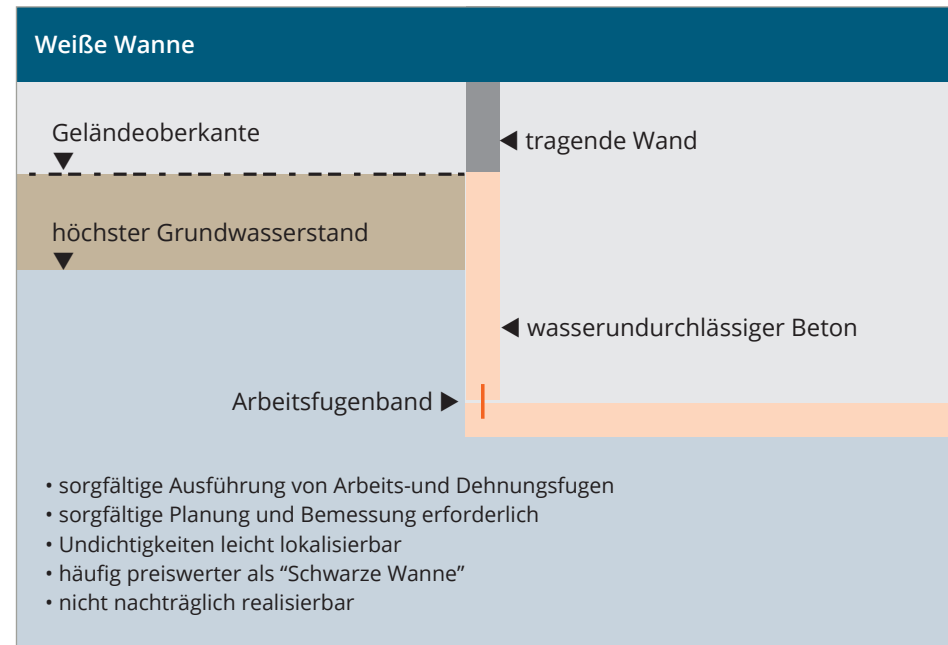 Weiße Wanne
Geländeoberkante
tragende Wand
höchster Grundwasserstand
wasserundurchlässiger Beton
Arbeitsfugenband
• sorgfältige Ausführung von Arbeits-und Dehnungsfugen
• sorgfältige Planung und Bemessung erforderlich
• Undichtigkeiten leicht lokalisierbar
• häufig preiswerter als “Schwarze Wanne”
• nicht nachträglich realisierbar